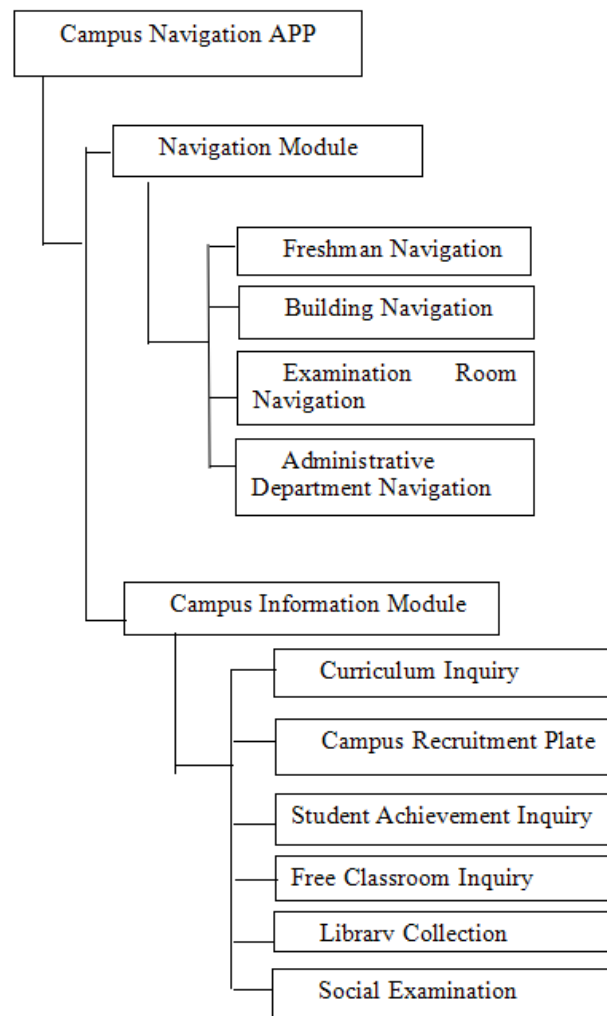 Campus Navigation APP
Navigation Module
Freshman Navigation
Building Navigation
Examination Room
Navigation
Administrative
Department Navigation
Campus Information Module
Curriculum Inquiry
Campus Recruitment Plate
Student Achievement Inquiry
Free Classroom Inquiry
Library Collection
Social Examination